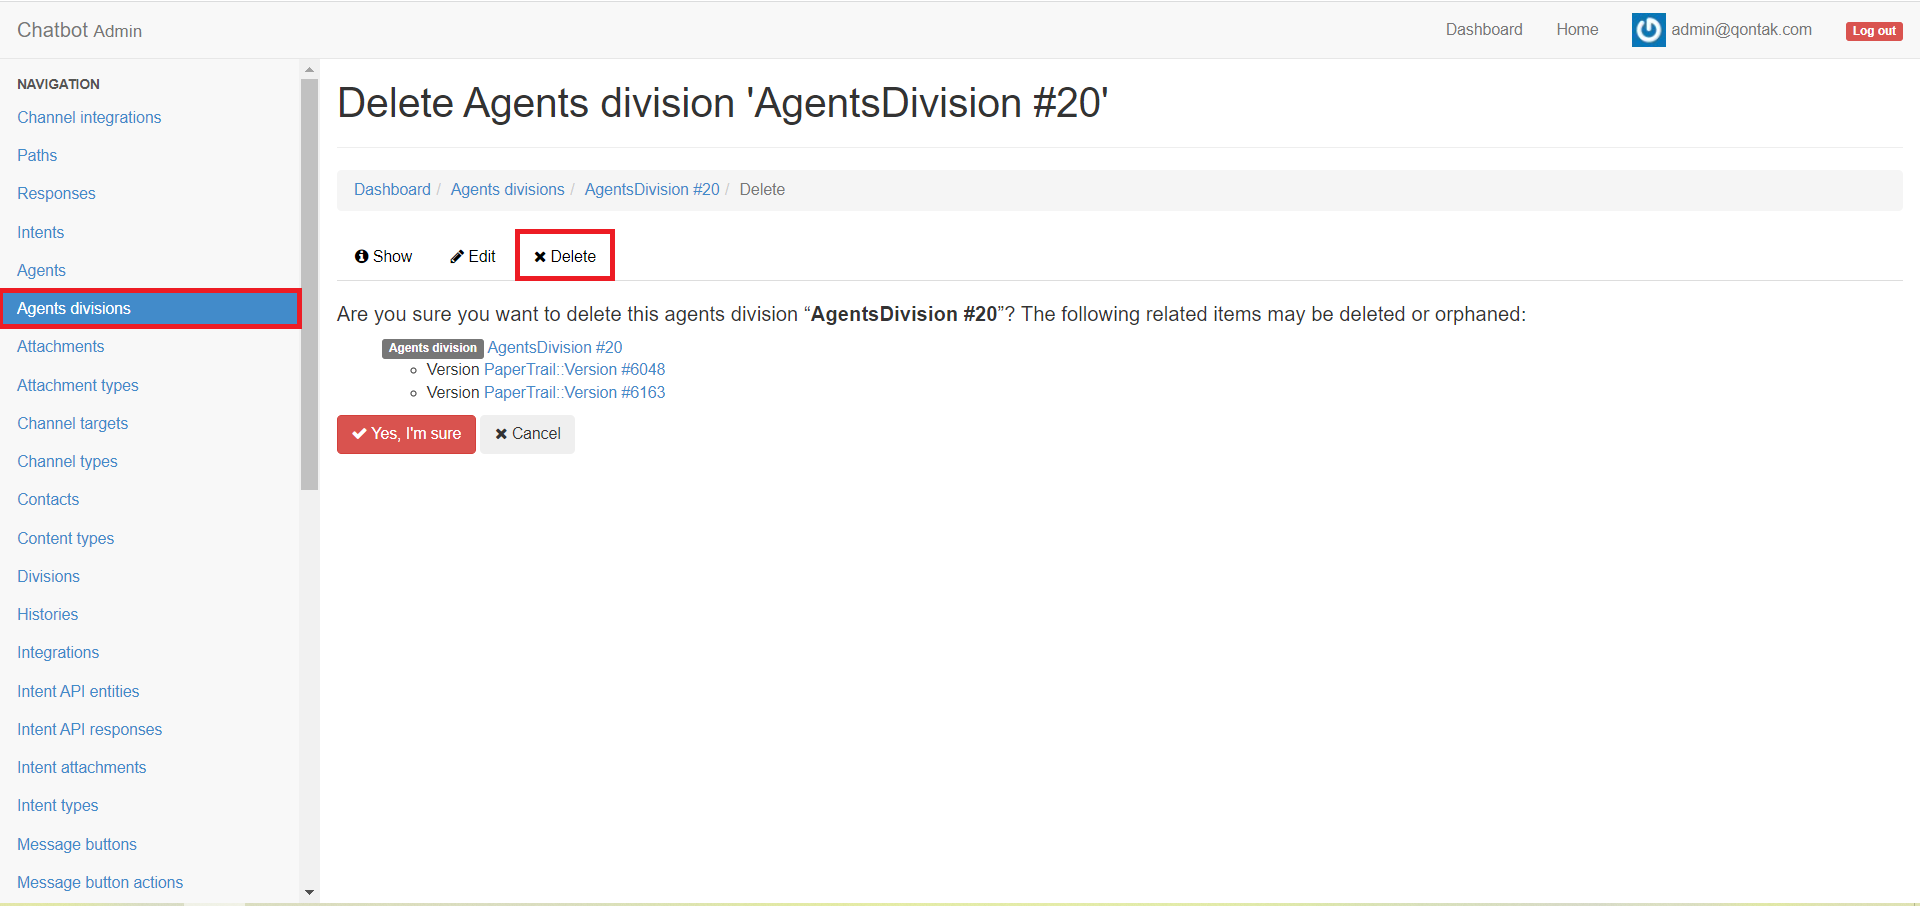 Chatbot Admin
Dashboard
Home
admin@qontak.com
Log out
NAVIGATION
Channel integrations
Paths
Responses
Intents
Agents
Agents divisions
Attachments
Attachment types
Channel targets
Channel types
Contacts
Content types
Divisions
Histories
Integrations
Intent API entities
Intent API responses
Intent attachments
Intent types
Message buttons
Message button actions
Delete Agents division 'AgentsDivision #20'
Dashboard / Agents divisions / AgentsDivision #20 / Delete
Show
Edit
Delete
Are you sure you want to delete this agents division “AgentsDivision #20”? The following related items may be deleted or orphaned:
Agents division AgentsDivision #20
Version PaperTrail::Version #6048
Version PaperTrail::Version #6163
Yes, I'm sure
Cancel